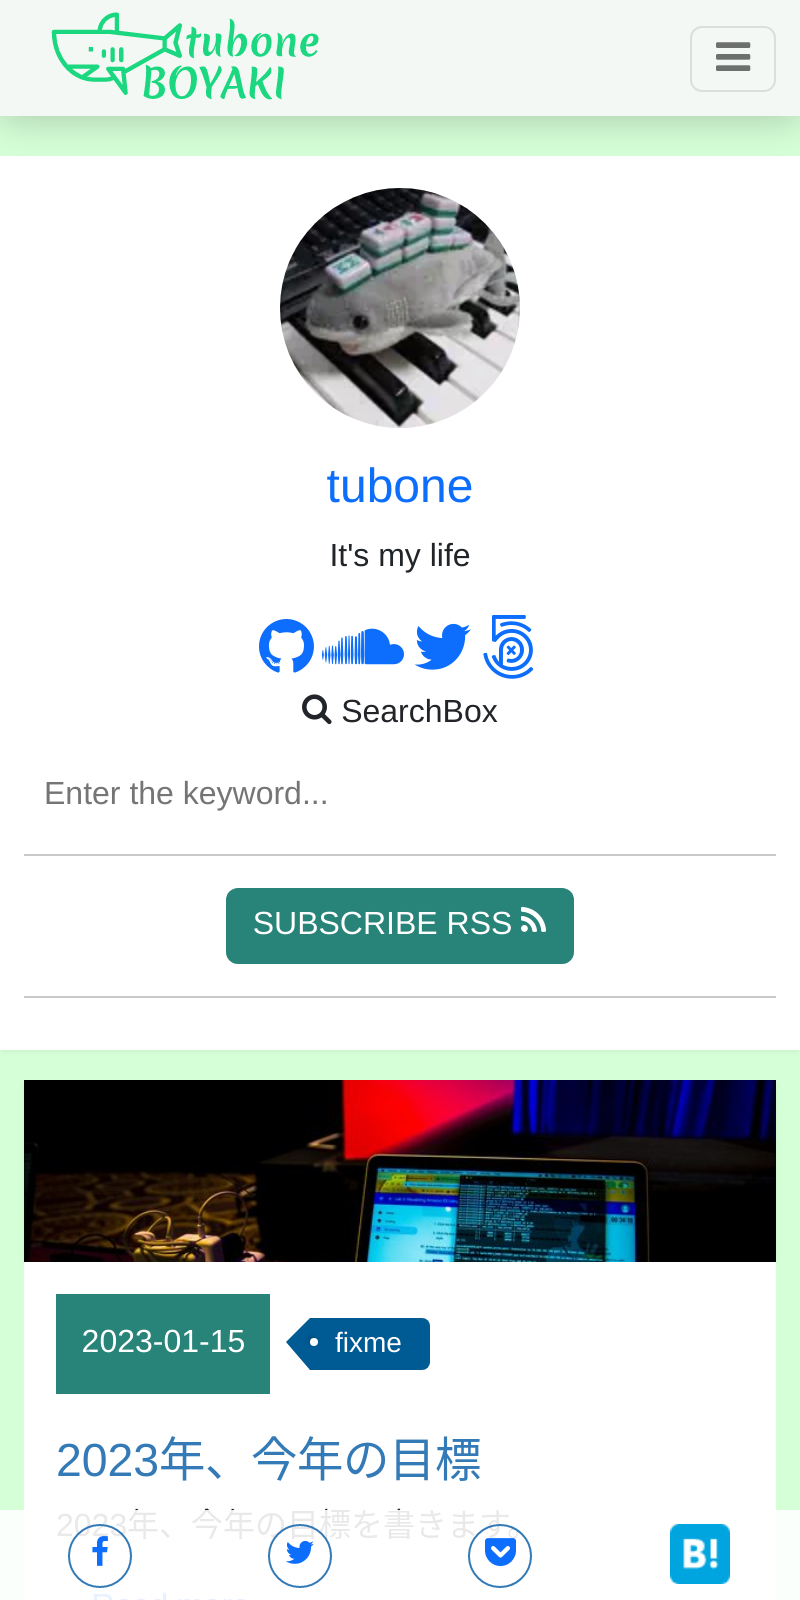 tubone
BOYAKI
tubone
It's my life
SearchBox
Enter the keyword...
SUBSCRIBE RSS
2023-01-15
fixme
2023年、今年の目標
2023年、今年の目標を書きます。
Read more
B!